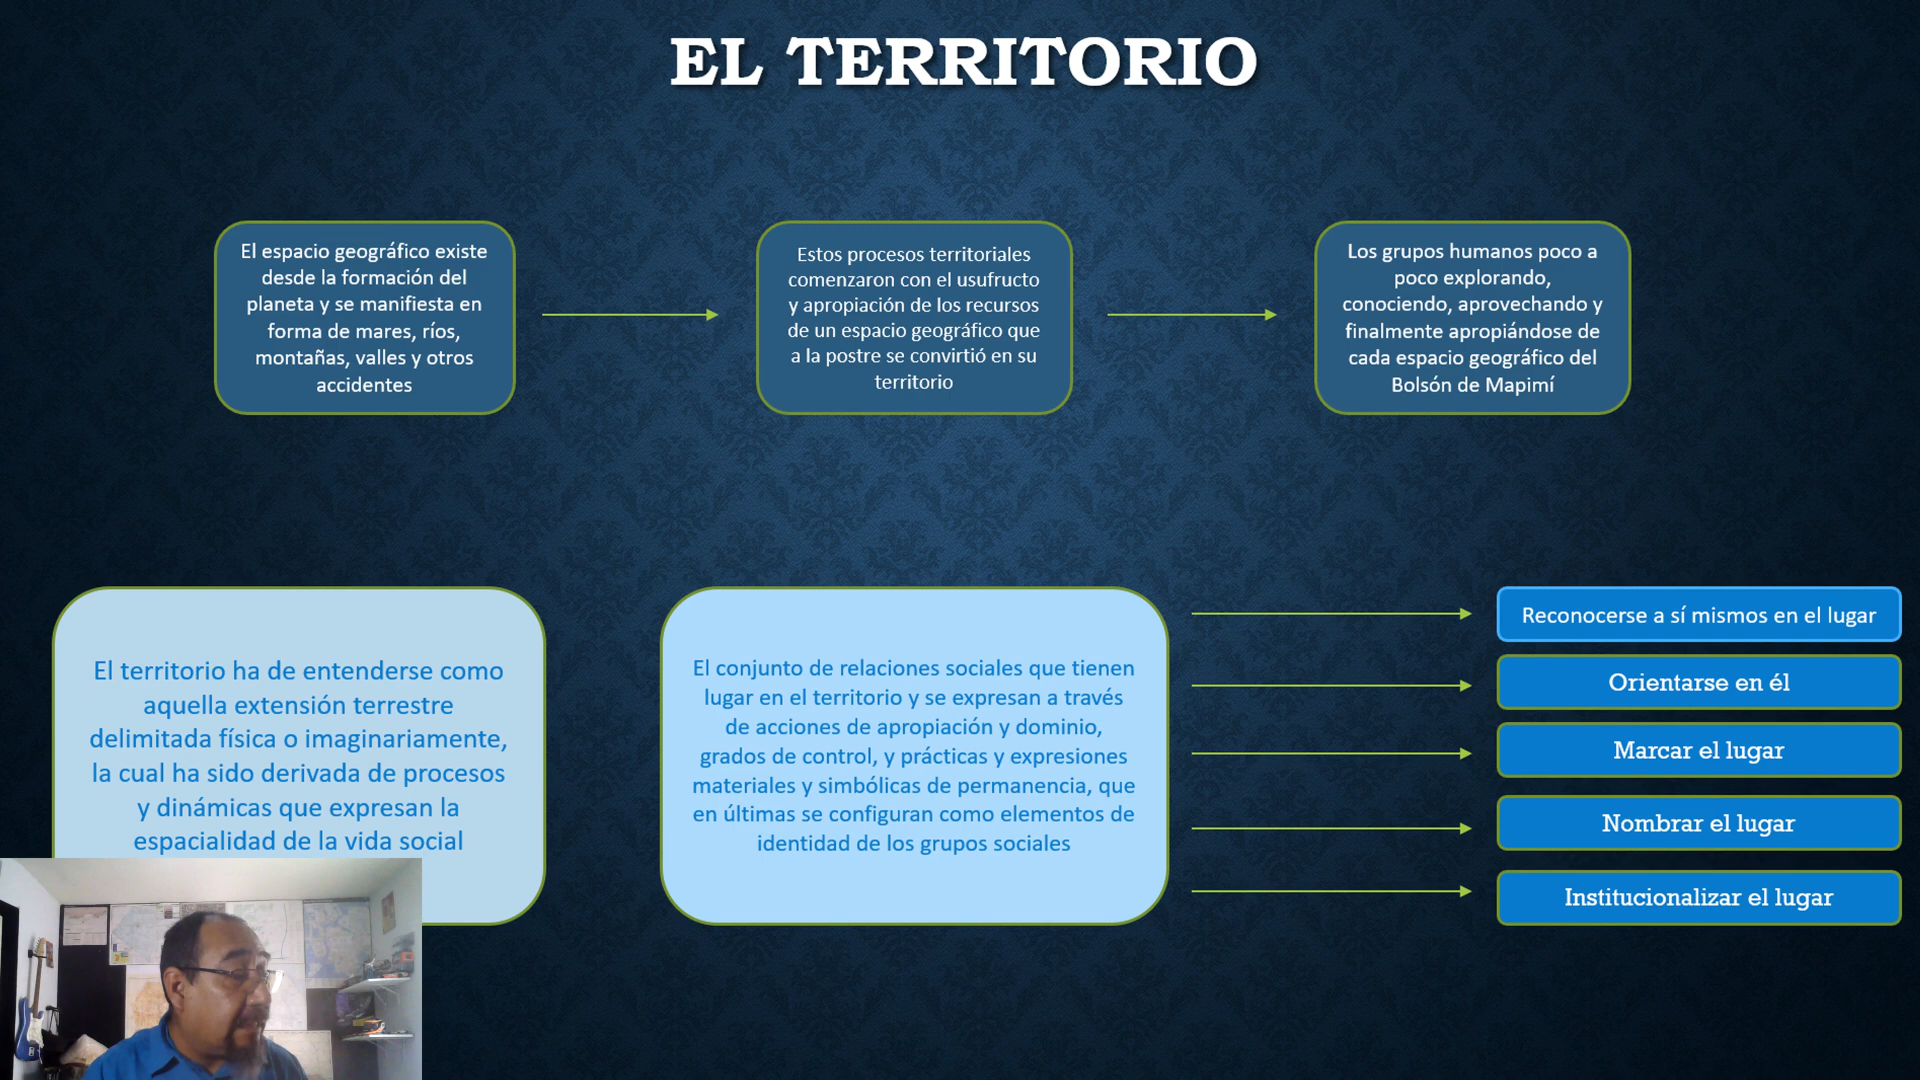 EL TERRITORIO
El espacio geográfico existe
desde la formación del
planeta y se manifiesta en
forma de mares, ríos,
montañas, valles y otros
accidentes
Estos procesos territoriales
comenzaron con el usufructo
y apropiación de los recursos
de un espacio geográfico que
a la postre se convirtió en su
territorio
Los grupos humanos poco a
poco explorando,
conociendo, aprovechando y
finalmente apropiándose de
cada espacio geográfico del
Bolsón de Mapimí
El territorio ha de entenderse como
aquella extensión terrestre
delimitada física o imaginariamente,
la cual ha sido derivada de procesos
y dinámicas que expresan la
espacialidad de la vida social
El conjunto de relaciones sociales que tienen
lugar en el territorio y se expresan a través
de acciones de apropiación y dominio,
grados de control, y prácticas y expresiones
materiales y simbólicas de permanencia, que
en últimas se configuran como elementos de
identidad de los grupos sociales
Reconocerse a sí mismos en el lugar
Orientarse en él
Marcar el lugar
Nombrar el lugar
Institucionalizar el lugar